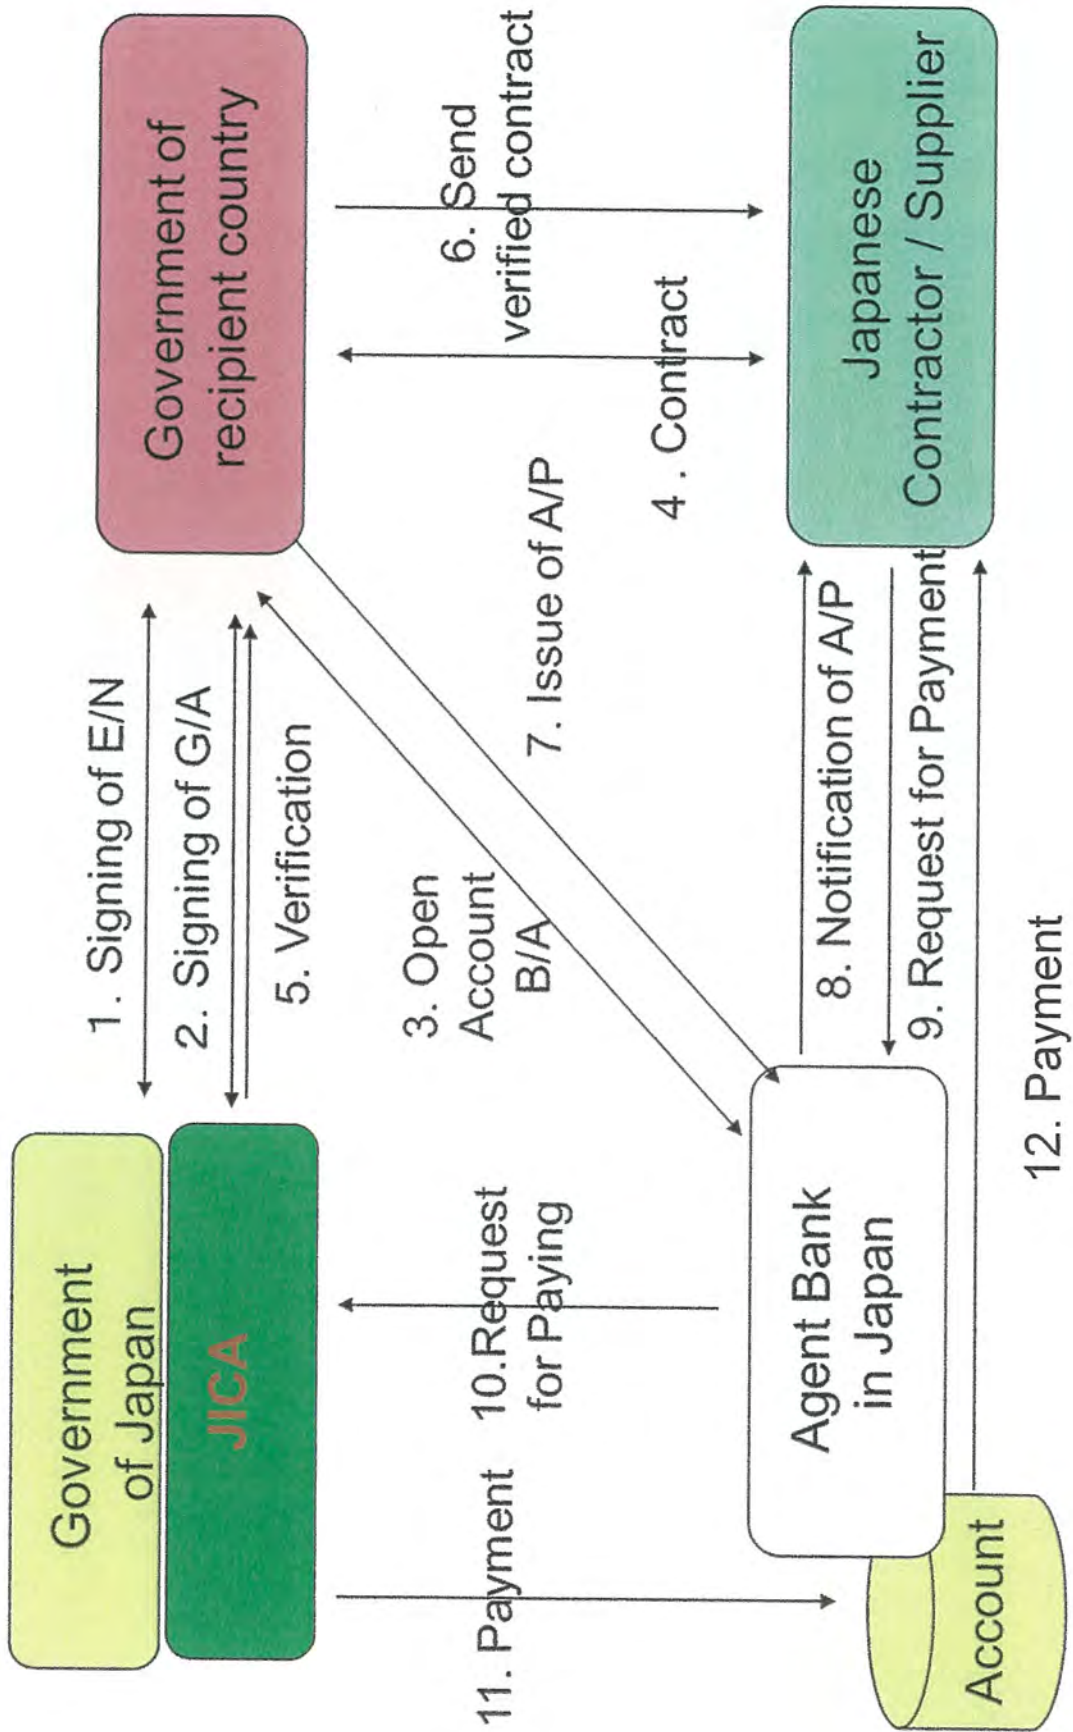 Government
of Japan
JICA
1. Signing of E/N
2. Signing of G/A
5. Verification
Government of
recipient country
11. Payment
10.Request
for Paying
3. Open
Account
B/A
7. Issue of A/P
4 . Contract
6. Send
verified contract
Agent Bank
in Japan
Account
8. Notification of A/P
9. Request for Payment
12. Payment
Japanese
Contractor / Supplier